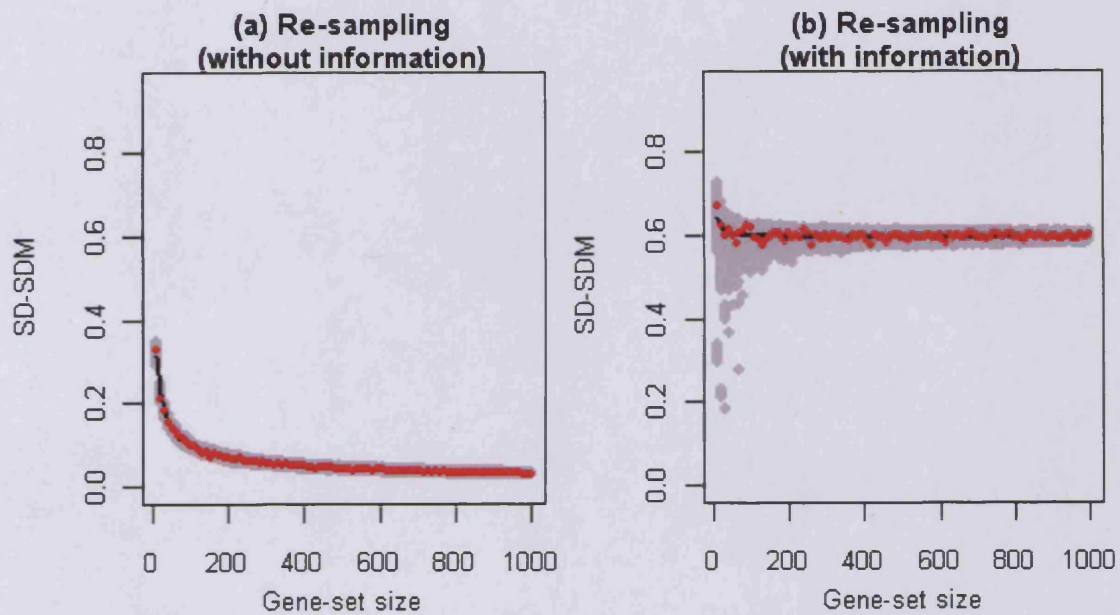 (a) Re-sampling
(without information)
SD-SDM
0.8
0.6
0.4
0.2
0.0
0 200 400 600 800 1000
Gene-set size
(b) Re-sampling
(with information)
SD-SDM
0.8
0.6
0.4
0.2
0.0
0 200 400 600 800 1000
Gene-set size